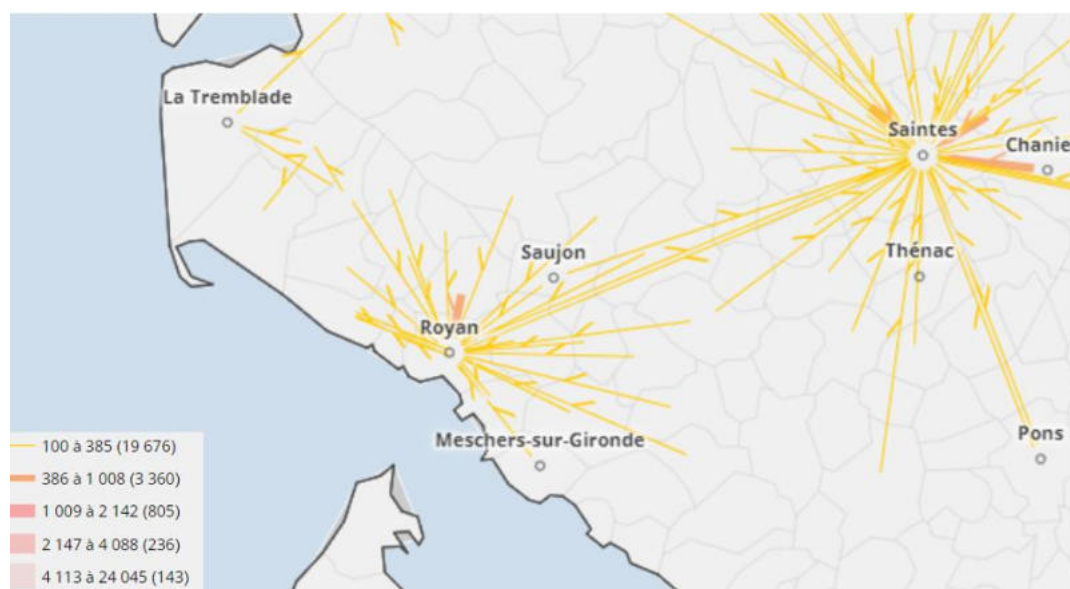 La Tremblade
Saintes
Chanie
Thénac
Saujon
Royan
Pons
Meschers-sur-Gironde
100 à 385 (19 676)
386 à 1 008 (3 360)
1 009 à 2 142 (805)
2 147 à 4 088 (236)
4 113 à 24 045 (143)